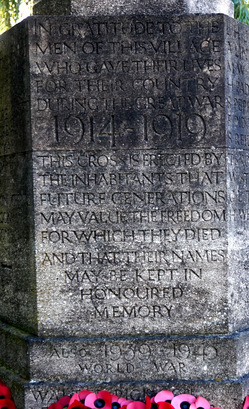 IN GRATITUDE TO THE
MEN OF THIS VILLAGE
WHO GAVE THEIR LIVES
FOR THEIR COUNTRY
DURING THE GREAT WAR
1914-1919
THIS CROSS IS ERECTED BY
THE INHABITANTS THAT
FUTURE GENERATIONS
MAY VALUE THE FREEDOM
FOR WHICH THEY DIED
AND THAT THEIR NAMES
MAY BE KEPT IN
HONOURED
MEMORY
ALSO 1939-1945
WORLD WAR